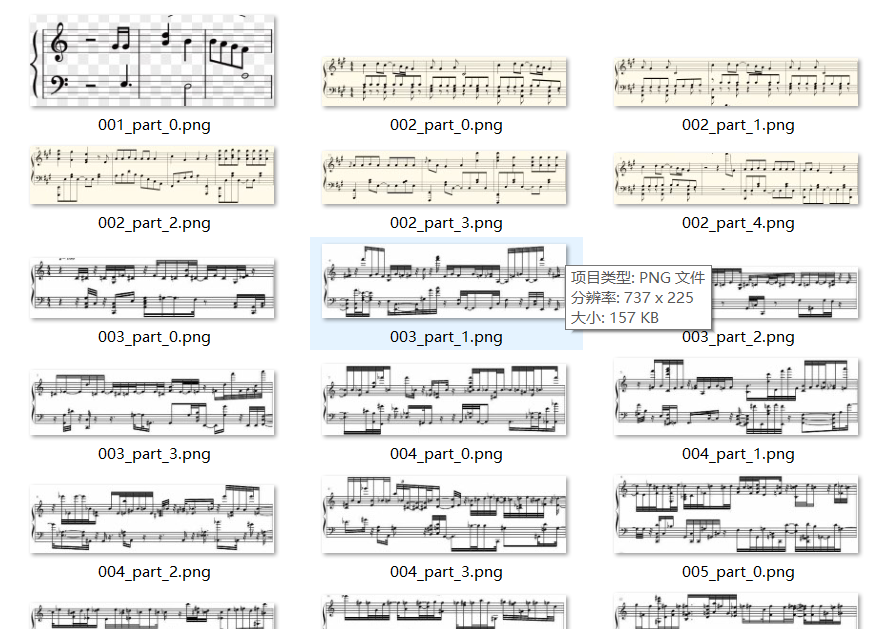 001_part_0.png
002_part_0.png
002_part_1.png
002_part_2.png
002_part_3.png
002_part_4.png
项目类型: PNG 文件
分辨率: 737 x 225
大小: 157 KB
003_part_0.png
003_part_1.png
003_part_2.png
003_part_3.png
004_part_0.png
004_part_1.png
004_part_2.png
004_part_3.png
005_part_0.png